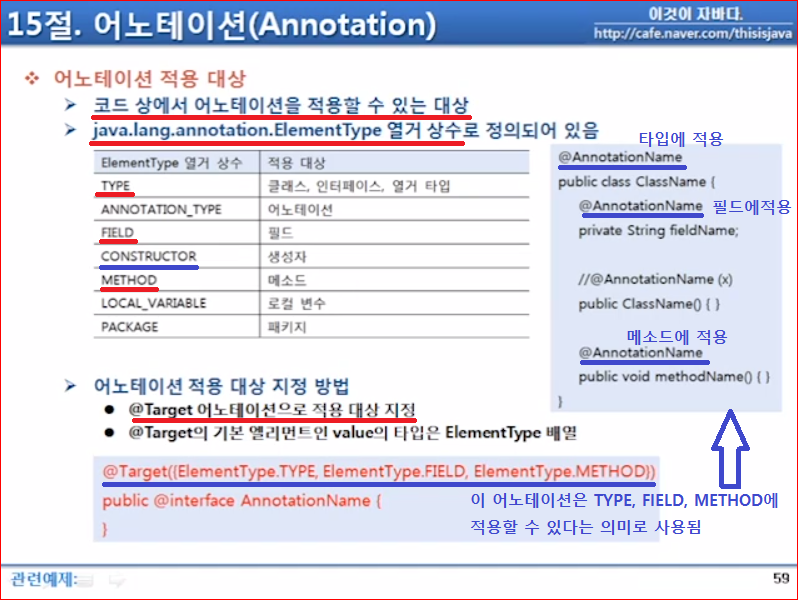 15절. 어노테이션(Annotation)
이것이 자바다.
http://cafe.naver.com/thisisjava
❖ 어노테이션 적용 대상
➤ 코드 상에서 어노테이션을 적용할 수 있는 대상
➤ java.lang.annotation.ElementType 열거 상수로 정의되어 있음
ElementType 열거 상수 적용 대상
TYPE 클래스, 인터페이스, 열거 타입
ANNOTATION_TYPE 어노테이션
FIELD 필드
CONSTRUCTOR 생성자
METHOD 메소드
LOCAL_VARIABLE 로컬 변수
PACKAGE 패키지
타입에 적용
@AnnotationName
public class ClassName {
@AnnotationName 필드에적용
private String fieldName;
//@AnnotationName (x)
public ClassName() { }
메소드에 적용
@AnnotationName
public void methodName() { }
}
➤ 어노테이션 적용 대상 지정 방법
● @Target 어노테이션으로 적용 대상 지정
● @Target의 기본 엘리먼트인 value의 타입은 ElementType 배열
@Target({ElementType.TYPE, ElementType.FIELD, ElementType.METHOD})
public @interface AnnotationName {
}
이 어노테이션은 TYPE, FIELD, METHOD에
적용할 수 있다는 의미로 사용됨
관련예제:
59